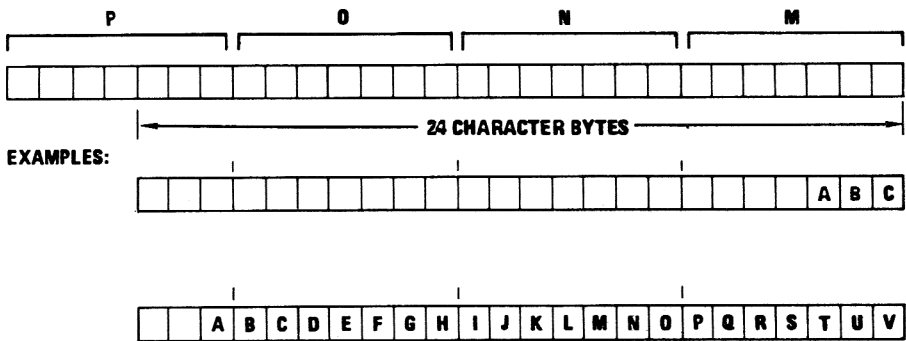 P O N M
24 CHARACTER BYTES
EXAMPLES:
A B C
A B C D E F G H I J K L M N O P Q R S T U V